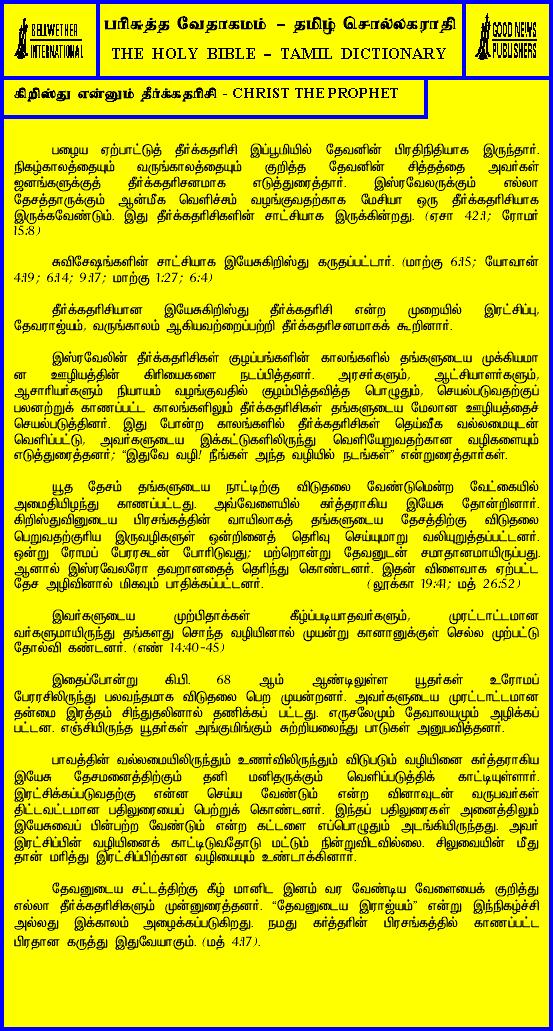 BELLWETHER
INTERNATIONAL
பரிசுத்த வேதாகமம் – தமிழ் சொல்லகராதி
THE HOLY BIBLE – TAMIL DICTIONARY
GOOD NEWS
PUBLISHERS
கிறிஸ்து என்னும் தீர்க்கதரிசி - CHRIST THE PROPHET
பழைய ஏற்பாட்டுத் தீர்க்கதரிசி இப்பூமியில் தேவனின் பிரதிநிதியாக இருந்தார்.
நிகழ்காலத்தையும் வருங்காலத்தையும் குறித்த தேவனின் சித்தத்தை அவர்கள்
ஜனங்களுக்குத் தீர்க்கதரிசனமாக எடுத்துரைத்தார். இஸ்ரவேலருக்கும் எல்லா
தேசத்தாருக்கும் ஆன்மீக வெளிச்சம் வழங்குவதற்காக மேசியா ஒரு தீர்க்கதரிசியாக
இருக்கவேண்டும். இது தீர்க்கதரிசிகளின் சாட்சியாக இருக்கின்றது. (ஏசா 42:1; ரோமர்
15:8)
சுவிசேஷங்களின் சாட்சியாக இயேசுகிறிஸ்து கருதப்பட்டார். (மாற்கு 6:15; யோவான்
4:19; 6:14; 9:17; மாற்கு 1:27; 6:4)
தீர்க்கதரிசியான இயேசுகிறிஸ்து தீர்க்கதரிசி என்ற முறையில் இரட்சிப்பு,
தேவராஜ்யம், வருங்காலம் ஆகியவற்றைப்பற்றி தீர்க்கதரிசனமாகக் கூறினார்.
இஸ்ரவேலின் தீர்க்கதரிசிகள் குழப்பங்களின் காலங்களில் தங்களுடைய முக்கியமா
ன ஊழியத்தின் கிரியைகளை நடப்பித்தனர். அரசர்களும், ஆட்சியாளர்களும்,
ஆசாரியர்களும் நியாயம் வழங்குவதில் குழம்பித்தவித்த பொழுதும், செயல்படுவதற்குப்
பலனற்றுக் காணப்பட்ட காலங்களிலும் தீர்க்கதரிசிகள் தங்களுடைய மேலான ஊழியத்தைச்
செயல்படுத்தினர். இது போன்ற காலங்களில் தீர்க்கதரிசிகள் தெய்வீக வல்லமையுடன்
வெளிப்பட்டு, அவர்களுடைய இக்கட்டுகளிலிருந்து வெளியேறுவதற்கான வழிகளையும்
எடுத்துரைத்தனர்; “இதுவே வழி! நீங்கள் அந்த வழியில் நடங்கள்” என்றுரைத்தார்கள்.
யூத தேசம் தங்களுடைய நாட்டிற்கு விடுதலை வேண்டுமென்ற வேட்கையில்
அமைதியிழந்து காணப்பட்டது. அவ்வேளையில் கர்த்தராகிய இயேசு தோன்றினார்.
கிறிஸ்துவினுடைய பிரசங்கத்தின் வாயிலாகத் தங்களுடைய தேசத்திற்கு விடுதலை
பெறுவதற்குரிய இருவழிகளுள் ஒன்றினைத் தெரிவு செய்யுமாறு வலியுறுத்தப்பட்டனர்.
ஒன்று ரோமப் பேரரசுடன் போரிடுவது; மற்றொன்று தேவனுடன் சமாதானமாயிருப்பது.
ஆனால் இஸ்ரவேலரோ தவறானதைத் தெரிந்து கொண்டனர். இதன் விளைவாக ஏற்பட்ட
தேச அழிவினால் மிகவும் பாதிக்கப்பட்டனர். (லூக்கா 19:41; மத் 26:52)
இவர்களுடைய முற்பிதாக்கள் கீழ்ப்படியாதவர்களும், முரட்டாட்டமான
வர்களுமாயிருந்து தங்களது சொந்த வழியினால் முயன்று கானானுக்குள் செல்ல முற்பட்டு
தோல்வி கண்டனர். (எண் 14:40-45)
இதைப்போன்று கி.பி. 68 ஆம் ஆண்டிலுள்ள யூதர்கள் உரோமப்
பேரரசிலிருந்து பலவந்தமாக விடுதலை பெற முயன்றனர். அவர்களுடைய முரட்டாட்டமான
தன்மை இரத்தம் சிந்துதலினால் தணிக்கப் பட்டது. எருசலேமும் தேவாலயமும் அழிக்கப்
பட்டன. எஞ்சியிருந்த யூதர்கள் அங்குமிங்கும் சுற்றியலைந்து பாடுகள் அனுபவித்தனர்.
பாவத்தின் வல்லமையிலிருந்தும் உணர்விலிருந்தும் விடுபடும் வழியினை கர்த்தராகிய
இயேசு தேசமனைத்திற்கும் தனி மனிதருக்கும் வெளிப்படுத்திக் காட்டியுள்ளார்.
இரட்சிக்கப்படுவதற்கு என்ன செய்ய வேண்டும் என்ற வினாவுடன் வருபவர்கள்
திட்டவட்டமான பதிலுரையைப் பெற்றுக் கொண்டனர். இந்தப் பதிலுரைகள் அனைத்திலும்
இயேசுவைப் பின்பற்ற வேண்டும் என்ற கட்டளை எப்பொழுதும் அடங்கியிருந்தது. அவர்
இரட்சிப்பின் வழியினைக் காட்டிடுவதோடு மட்டும் நின்றுவிடவில்லை. சிலுவையின் மீது
தான் மரித்து இரட்சிப்பிற்கான வழியையும் உண்டாக்கினார்.
தேவனுடைய சட்டத்திற்கு கீழ் மானிட இனம் வர வேண்டிய வேளையைக் குறித்து
எல்லா தீர்க்கதரிசிகளும் முன்னுரைத்தனர். “தேவனுடைய இராஜ்யம்” என்று இந்நிகழ்ச்சி
அல்லது இக்காலம் அழைக்கப்படுகிறது. நமது கர்த்தரின் பிரசங்கத்தில் காணப்பட்ட
பிரதான கருத்து இதுவேயாகும். (மத் 4:17).